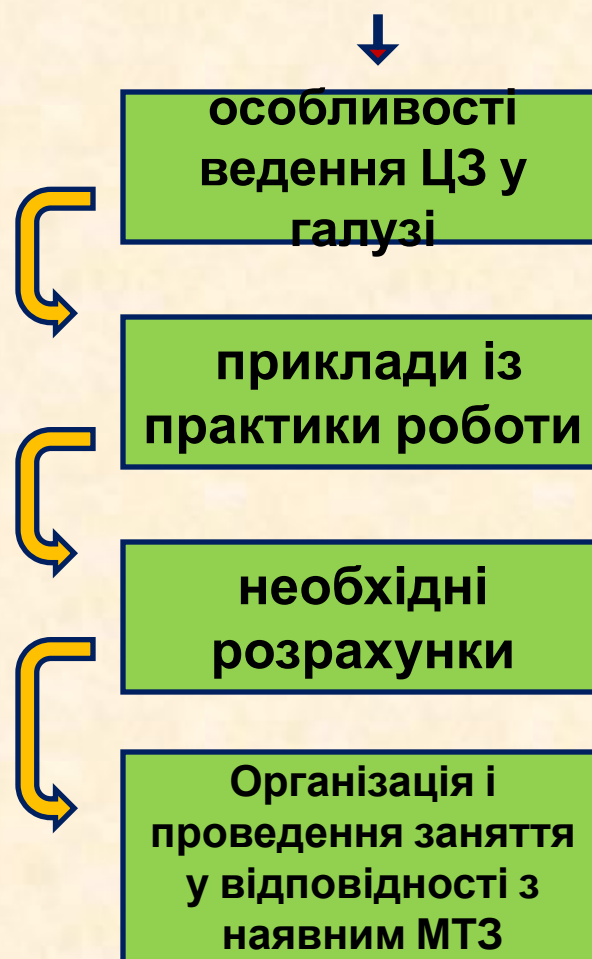 особливості
ведення ЦЗ у
галузі
приклади із
практики роботи
необхідні
розрахунки
Організація і
проведення заняття
у відповідності з
наявним МТЗ